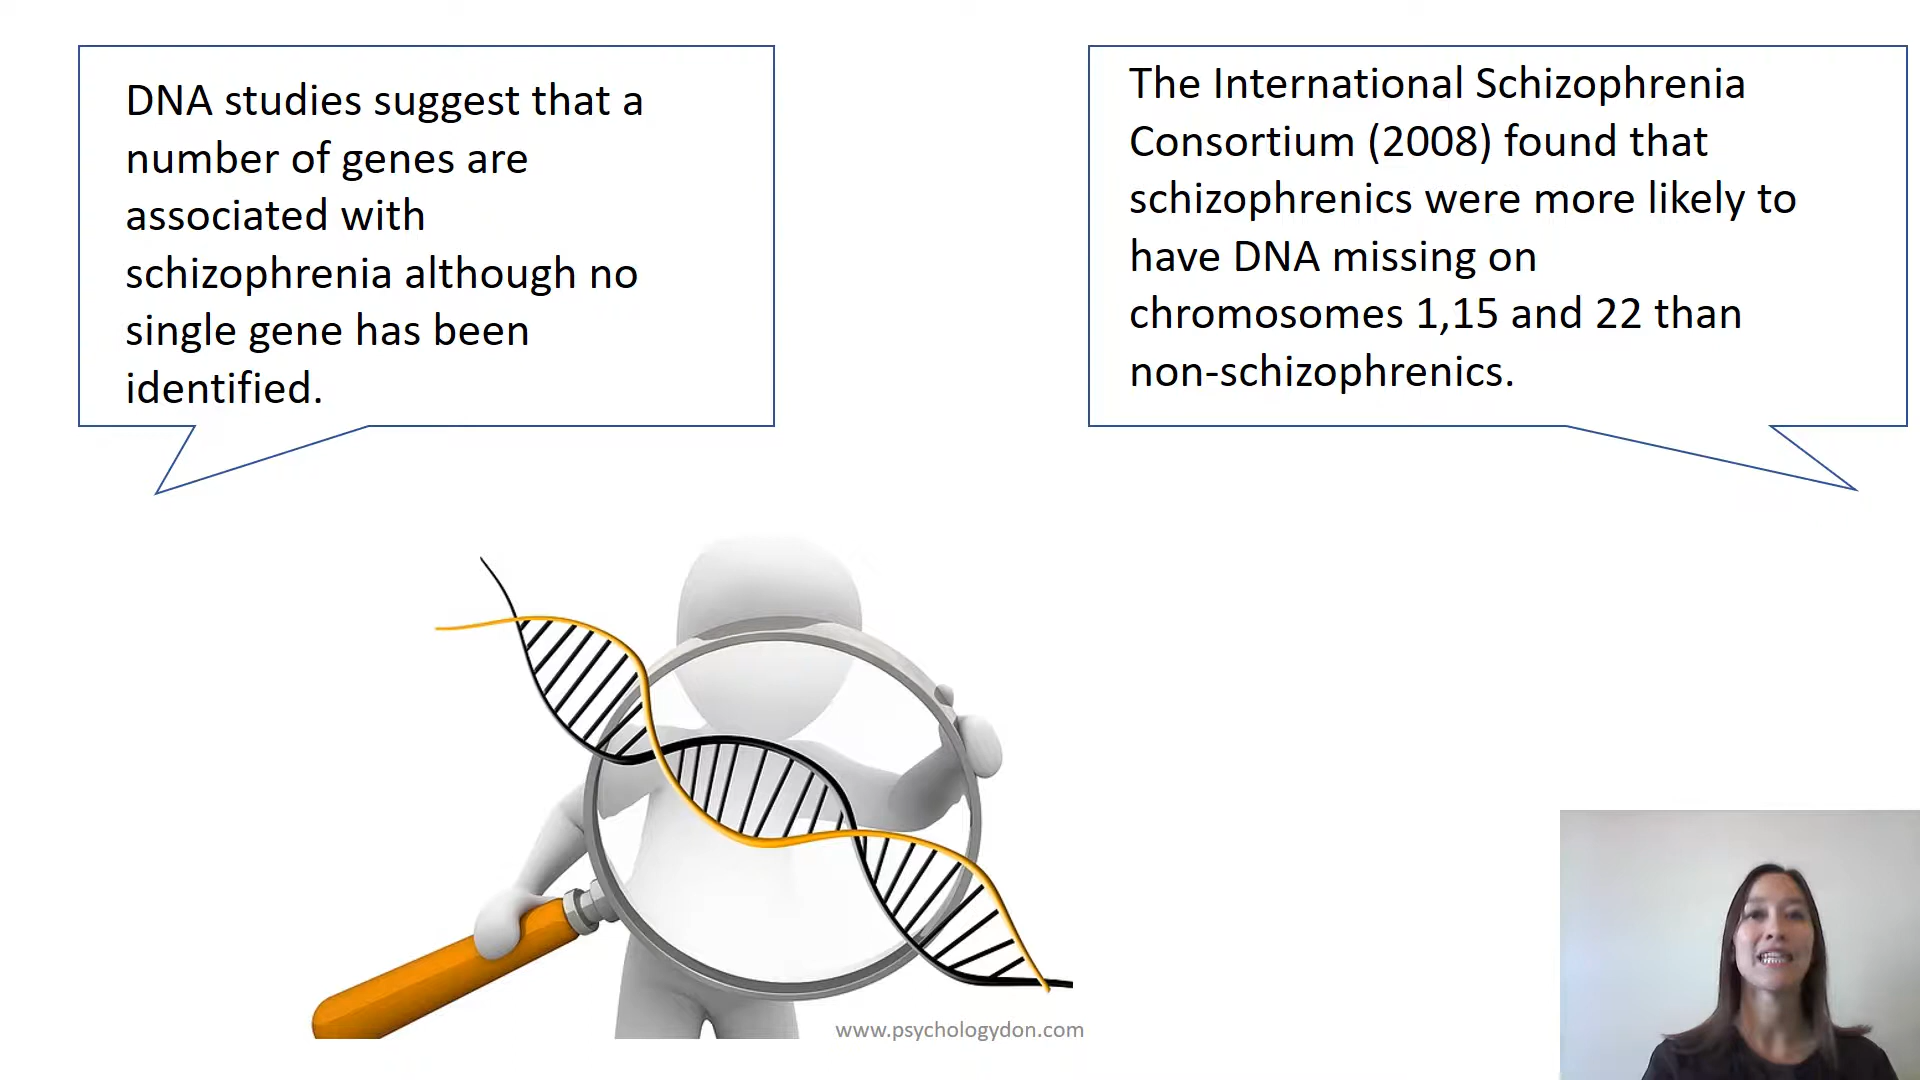 DNA studies suggest that a
number of genes are
associated with
schizophrenia although no
single gene has been
identified.
The International Schizophrenia
Consortium (2008) found that
schizophrenics were more likely to
have DNA missing on
chromosomes 1,15 and 22 than
non-schizophrenics.
www.psychologydon.com